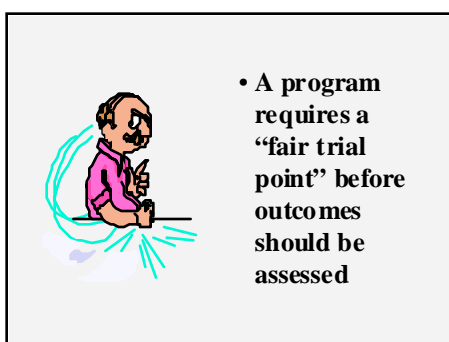 • A program
requires a
“fair trial
point” before
outcomes
should be
assessed